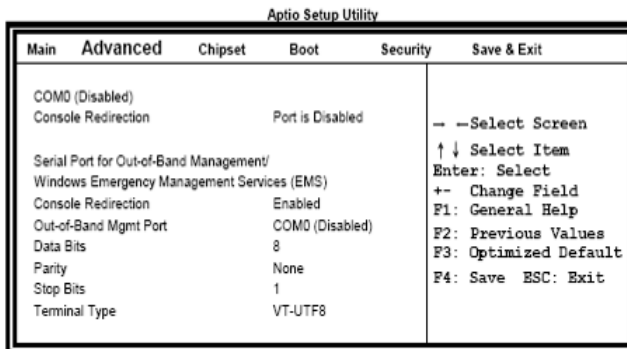 Aptio Setup Utility
Main Advanced Chipset Boot Security Save & Exit
COM0 (Disabled)
Console Redirection Port is Disabled
Serial Port for Out-of-Band Management/
Windows Emergency Management Services (EMS)
Console Redirection Enabled
Out-of-Band Mgmt Port COM0 (Disabled)
Data Bits 8
Parity None
Stop Bits 1
Terminal Type VT-UTF8
→ ←Select Screen
↑↓ Select Item
Enter: Select
+- Change Field
F1: General Help
F2: Previous Values
F3: Optimized Default
F4: Save ESC: Exit